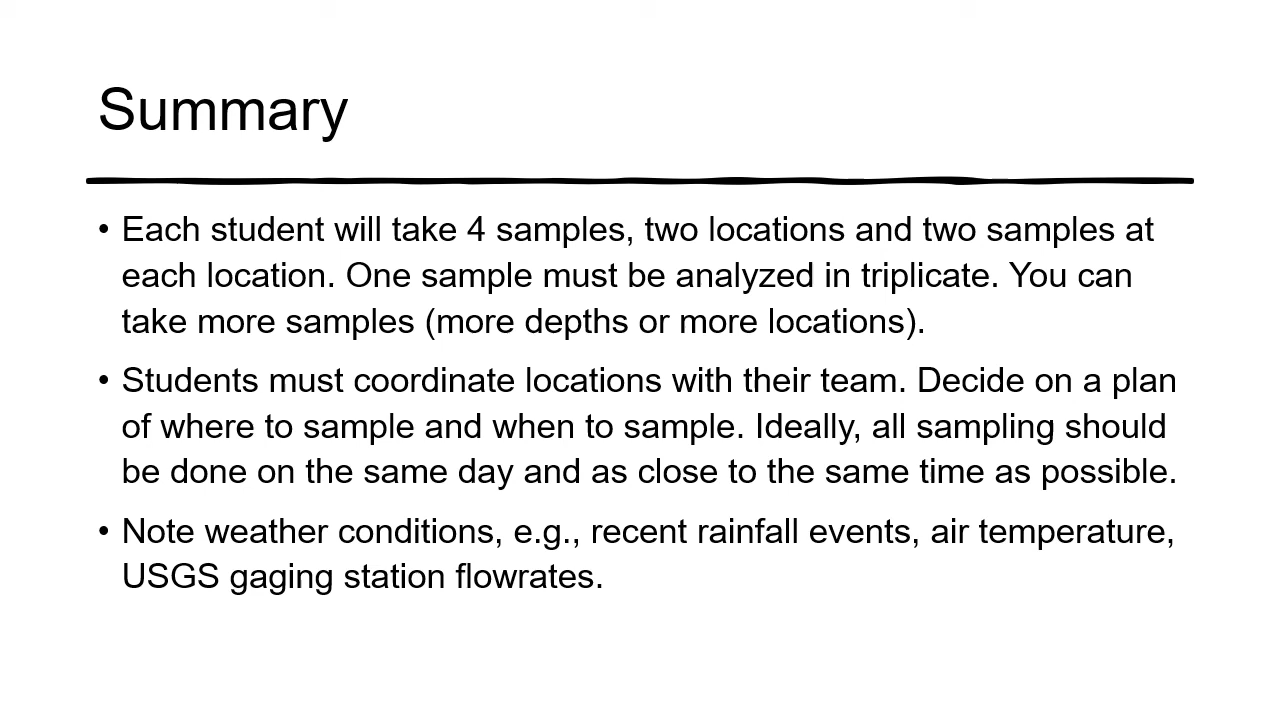 Summary
• Each student will take 4 samples, two locations and two samples at
each location. One sample must be analyzed in triplicate. You can
take more samples (more depths or more locations).
• Students must coordinate locations with their team. Decide on a plan
of where to sample and when to sample. Ideally, all sampling should
be done on the same day and as close to the same time as possible.
• Note weather conditions, e.g., recent rainfall events, air temperature,
USGS gaging station flowrates.